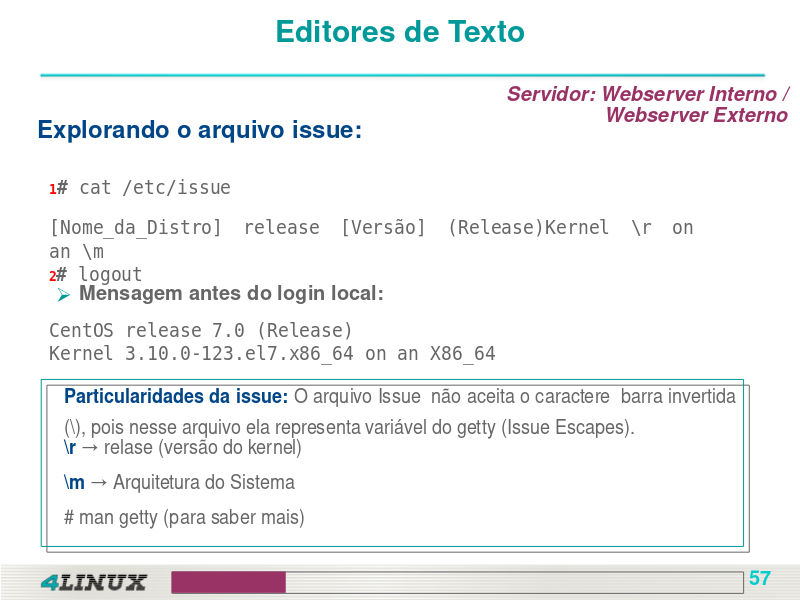 Editores de Texto
Servidor: Webserver Interno /
Webserver Externo
Explorando o arquivo issue:
1# cat /etc/issue
[Nome_da_Distro] release [Versão] (Release)Kernel \r on
an \m
2# logout
Mensagem antes do login local:
CentOS release 7.0 (Release)
Kernel 3.10.0-123.el7.x86_64 on an X86_64
Particularidades da issue: O arquivo Issue não aceita o caractere barra invertida
(\), pois nesse arquivo ela representa variável do getty (Issue Escapes).
\r → relase (versão do kernel)
\m → Arquitetura do Sistema
# man getty (para saber mais)
4LINUX
57